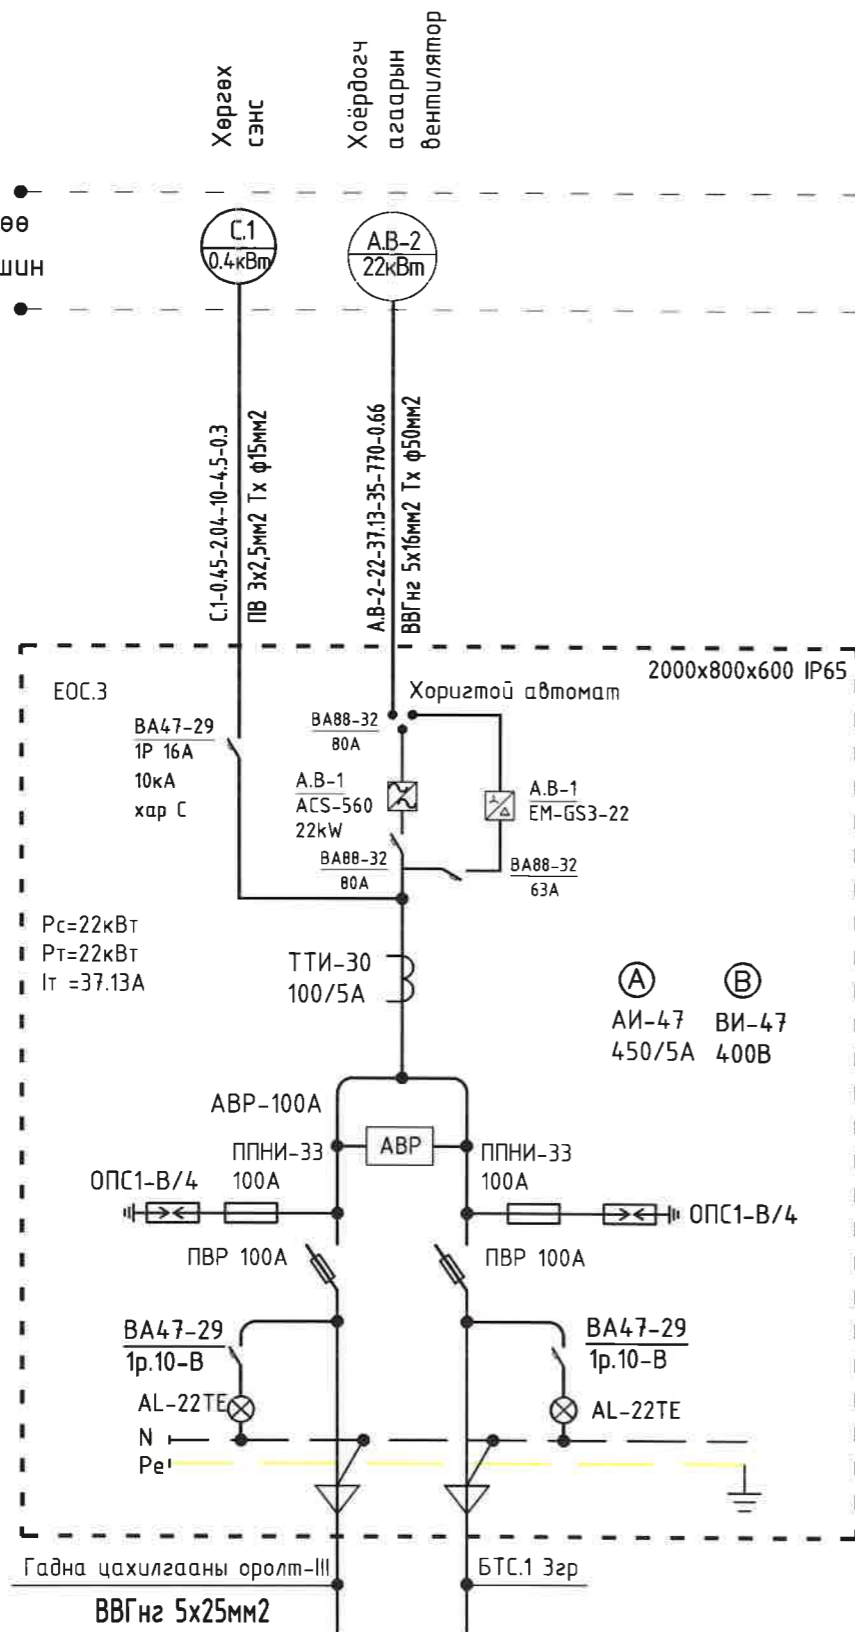 Хөргөх
сэнс
Хоёрдогч
агаарын
вентилятор
өө
шин
С.1
0.4кВт
А.В-2
22кВт
С.1-0.45-2.04-10-4.5-0.3
ПВ 3х2,5мм2 Тх ф15мм2
А.В-2-22-37.13-35-770-0.66
ВВГнг 5х16мм2 Тх ф50мм2
2000х800х600 IP65
ЕОС.3
Хоригтой автомат
ВА47-29
1Р 16А
10кА
хар С
ВА88-32
80А
А.В-1
ACS-560
22kW
А.В-1
EM-GS3-22
ВА88-32
80А
ВА88-32
63А
Рс=22кВт
Рт=22кВт
Iт =37.13А
ТТИ-30
100/5А
А
АИ-47
450/5А
В
ВИ-47
400В
АВР-100А
АВР
ППНИ-33
100А
ППНИ-33
100А
ОПС1-В/4
ОПС1-В/4
ПВР 100А
ПВР 100А
ВА47-29
1р.10-В
ВА47-29
1р.10-В
AL-22TE
AL-22TE
N
Pe
Гадна цахилгааны оролт-III
БТС.1 3гр
ВВГнг 5х25мм2